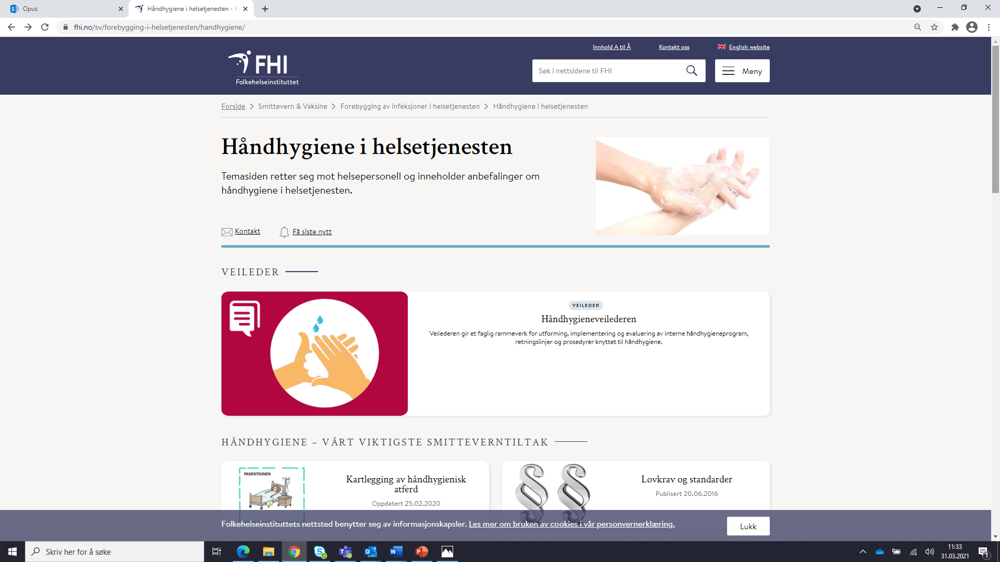 Opus
Håndhygiene i helsetjenesten - F
fhi.no/sv/forebygging-i-helsetjenesten/handhygiene/
Innhold A til Å
Kontakt oss
English website
FHI
Folkehelseinstituttet
Søk i nettsidene til FHI
Meny
Forside > Smittevern & Vaksine > Forebygging av infeksjoner i helsetjenesten > Håndhygiene i helsetjenesten
Håndhygiene i helsetjenesten
Temasiden retter seg mot helsepersonell og inneholder anbefalinger om
håndhygiene i helsetjenesten.
Kontakt
Få siste nytt
VEILEDER
VEILEDER
Håndhygieneveilederen
Veilederen gir et faglig rammeverk for utforming, implementering og evaluering av interne håndhygieneprogram,
retningslinjer og prosedyrer knyttet til håndhygiene.
HÅNDHYGIENE – VÅRT VIKTIGSTE SMITTEVERNTILTAK
PASIENTSONEN
Kartlegging av håndhygienisk
atferd
Oppdatert 25.02.2020
Lovkrav og standarder
Publisert 20.06.2016
Folkehelseinstituttets nettsted benytter seg av informasjonskapsler. Les mer om bruken av cookies i vår personvernerklæring.
Lukk
Skriv her for å søke
11:33
31.03.2021
1